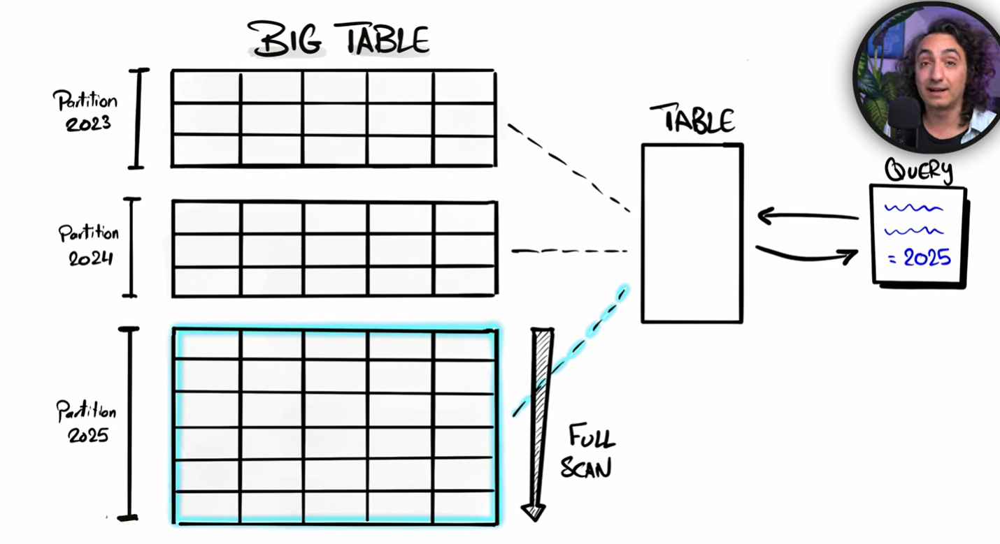 BIG TABLE
Partition
2023
Partition
2024
Partition
2025
FULL
SCAN
TABLE
QUERY
= 2025